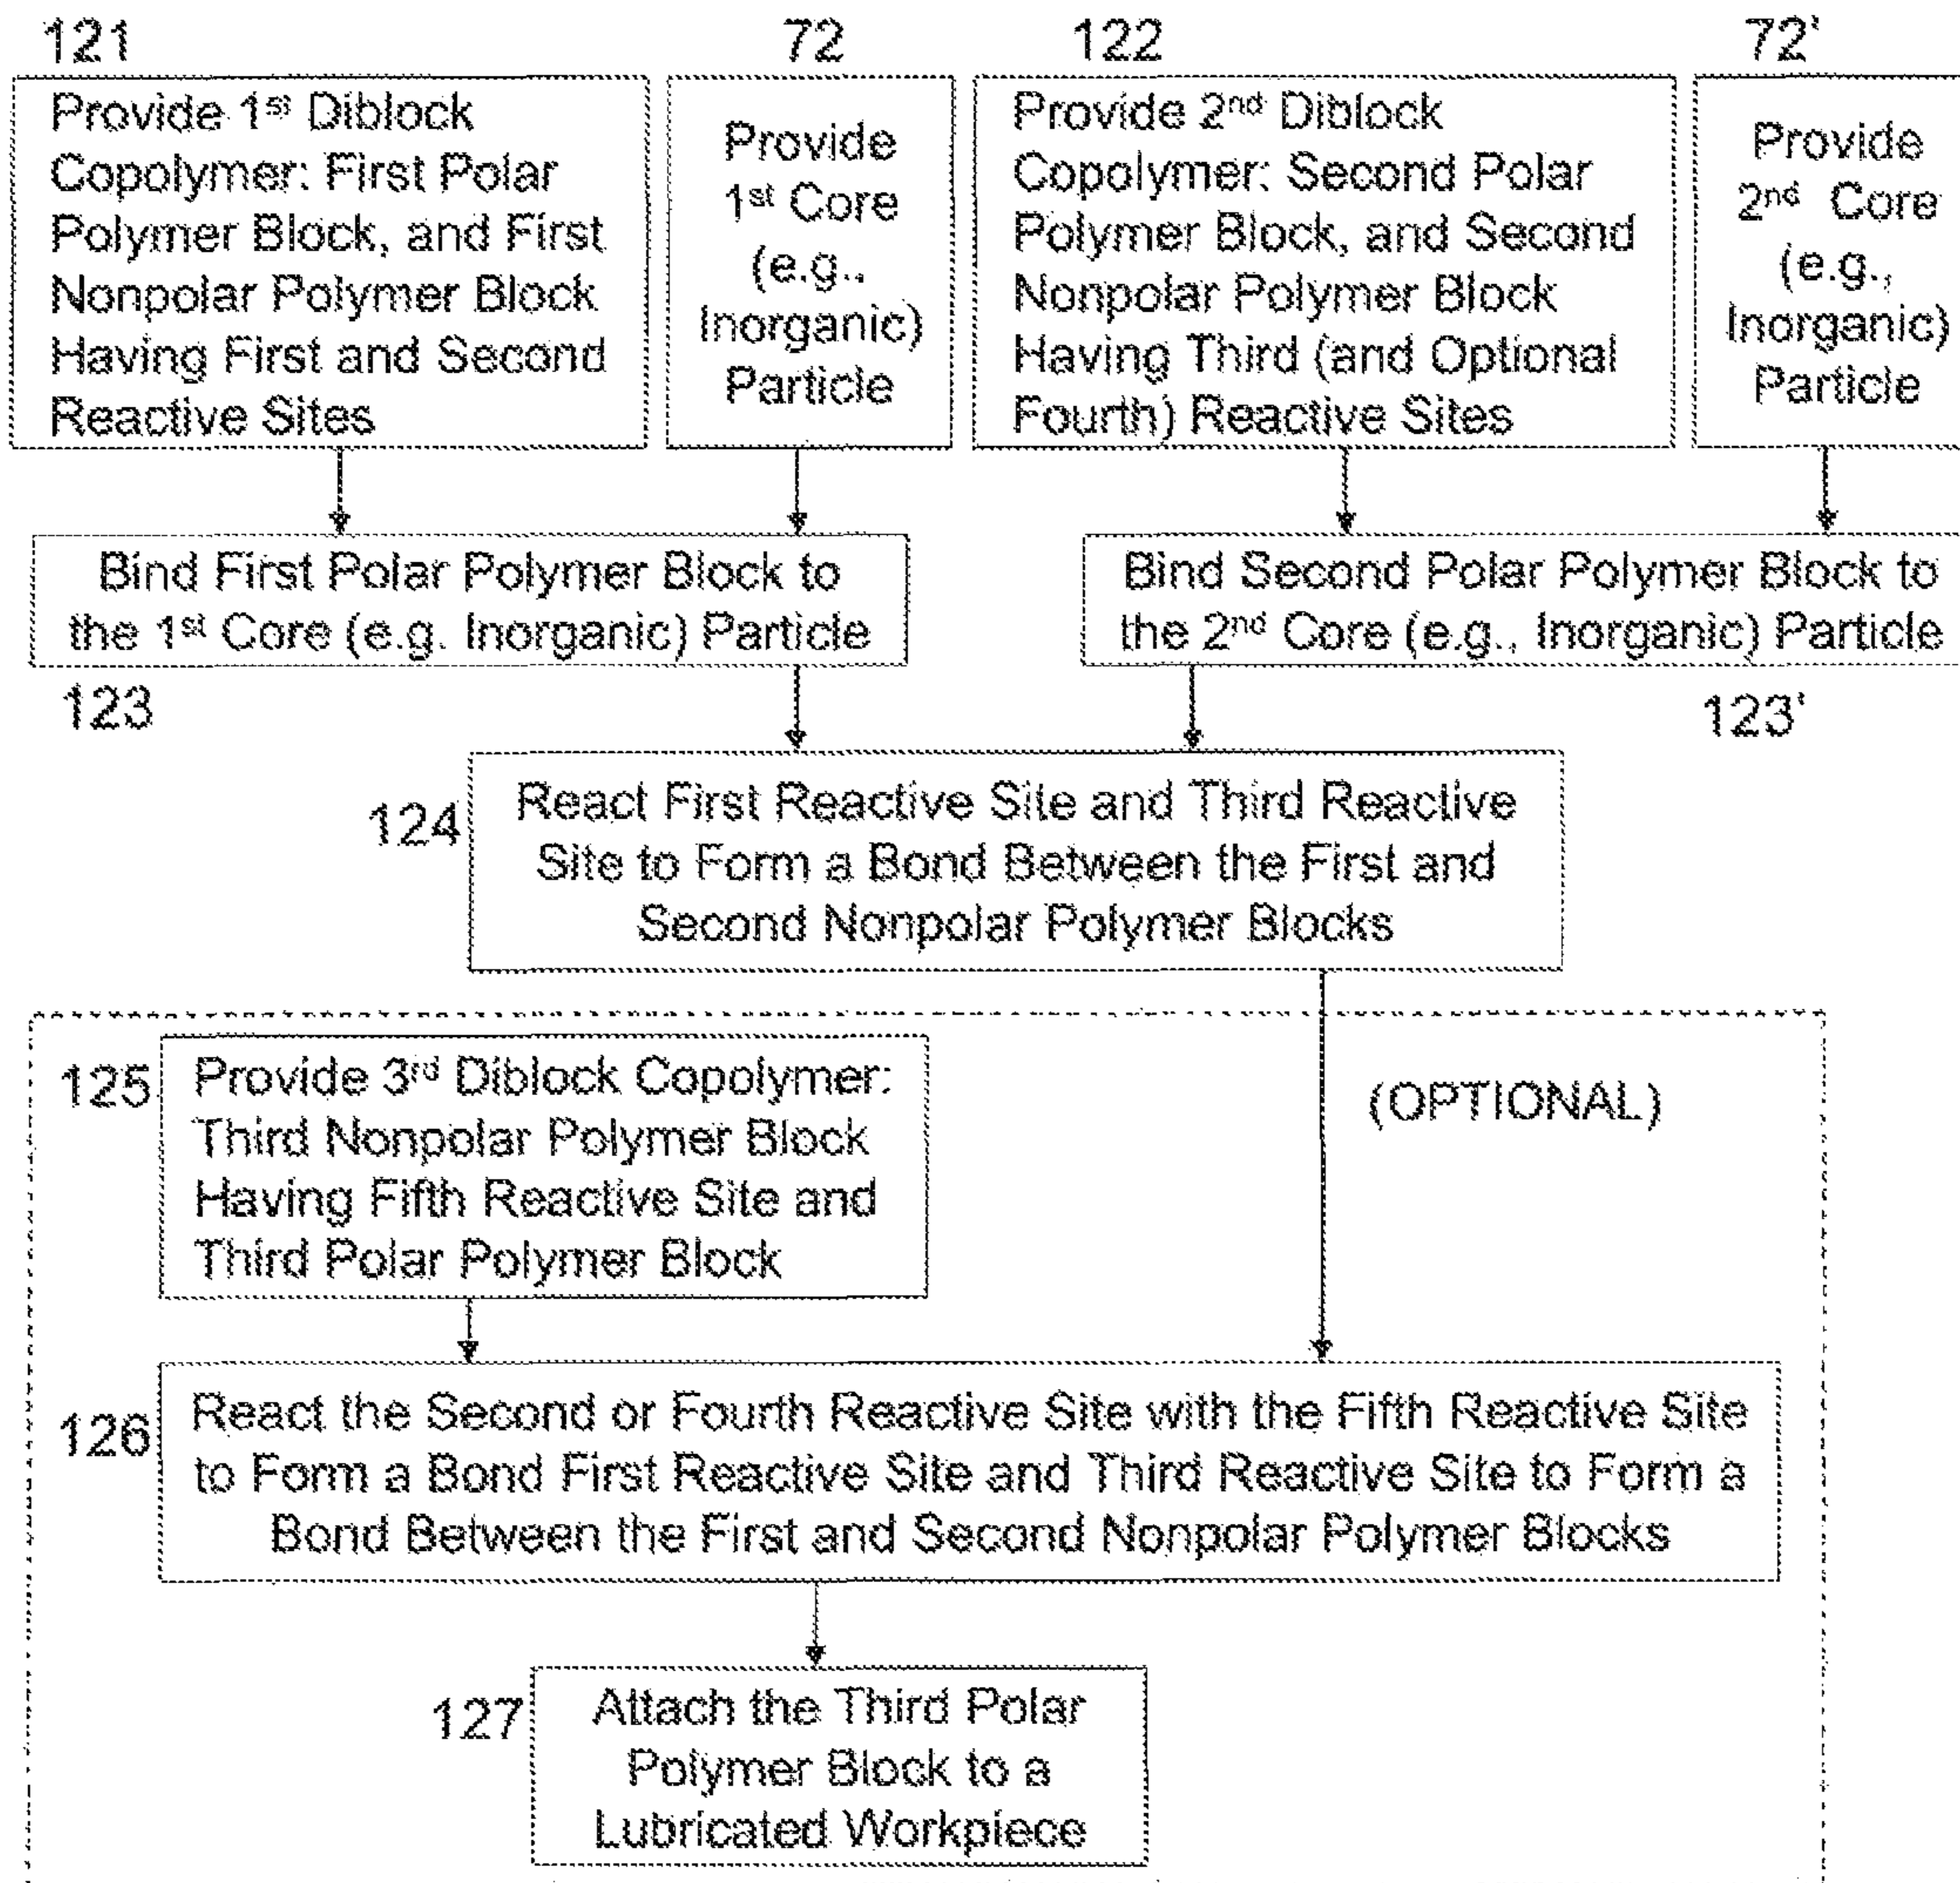 121
Provide 1st Diblock
Copolymer: First Polar
Polymer Block, and First
Nonpolar Polymer Block
Having First and Second
Reactive Sites
72
Provide
1st Core
(e.g.,
Inorganic)
Particle
122
Provide 2nd Diblock
Copolymer: Second Polar
Polymer Block, and Second
Nonpolar Polymer Block
Having Third (and Optional
Fourth) Reactive Sites
72'
Provide
2nd Core
(e.g.,
Inorganic)
Particle
Bind First Polar Polymer Block to
the 1st Core (e.g. Inorganic) Particle
123
Bind Second Polar Polymer Block to
the 2nd Core (e.g., Inorganic) Particle
123'
124
React First Reactive Site and Third Reactive
Site to Form a Bond Between the First and
Second Nonpolar Polymer Blocks
125
Provide 3rd Diblock Copolymer:
Third Nonpolar Polymer Block
Having Fifth Reactive Site and
Third Polar Polymer Block
(OPTIONAL)
126
React the Second or Fourth Reactive Site with the Fifth Reactive Site
to Form a Bond First Reactive Site and Third Reactive Site to Form a
Bond Between the First and Second Nonpolar Polymer Blocks
127
Attach the Third Polar
Polymer Block to a
Lubricated Workpiece